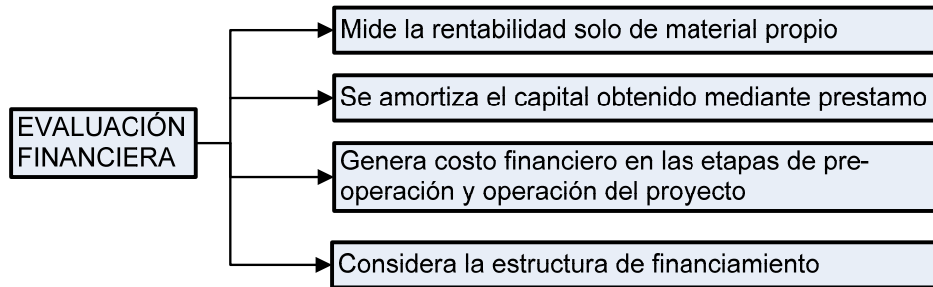 Mide la rentabilidad solo de material propio
Se amortiza el capital obtenido mediante prestamo
EVALUACIÓN
FINANCIERA
Genera costo financiero en las etapas de pre-
operación y operación del proyecto
Considera la estructura de financiamiento